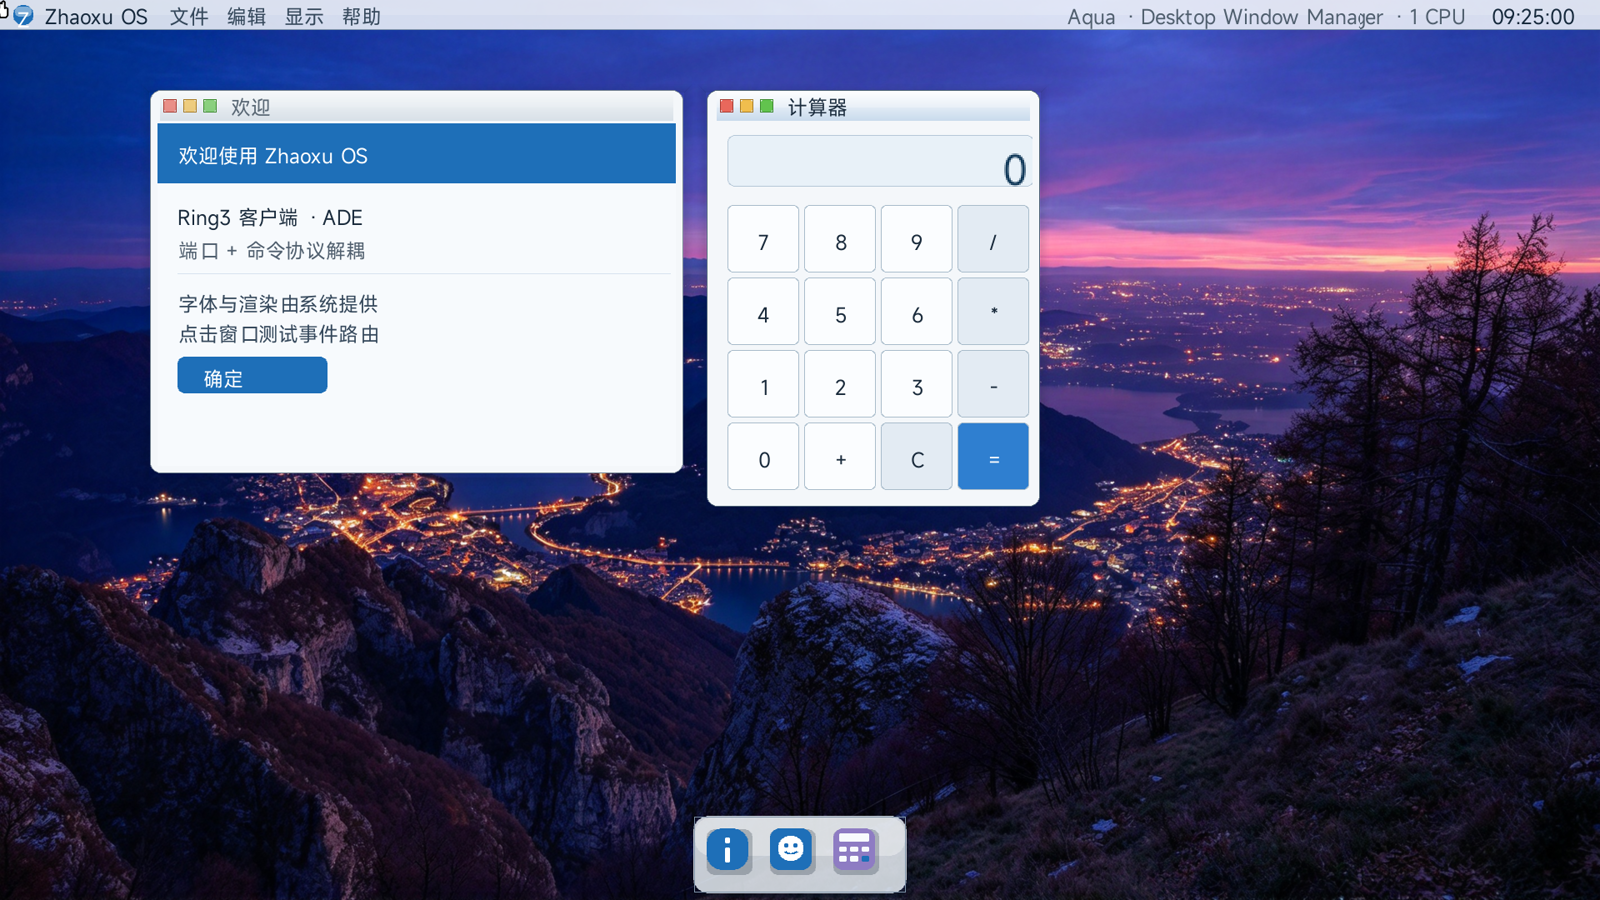 Zhaoxu OS 文件 编辑 显示 帮助
Aqua · Desktop Window Manager · 1 CPU 09:25:00
欢迎
欢迎使用 Zhaoxu OS
Ring3 客户端 · ADE
端口 + 命令协议解耦
字体与渲染由系统提供
点击窗口测试事件路由
确定
计算器
0
7 8 9 /
4 5 6 *
1 2 3 -
0 + C =